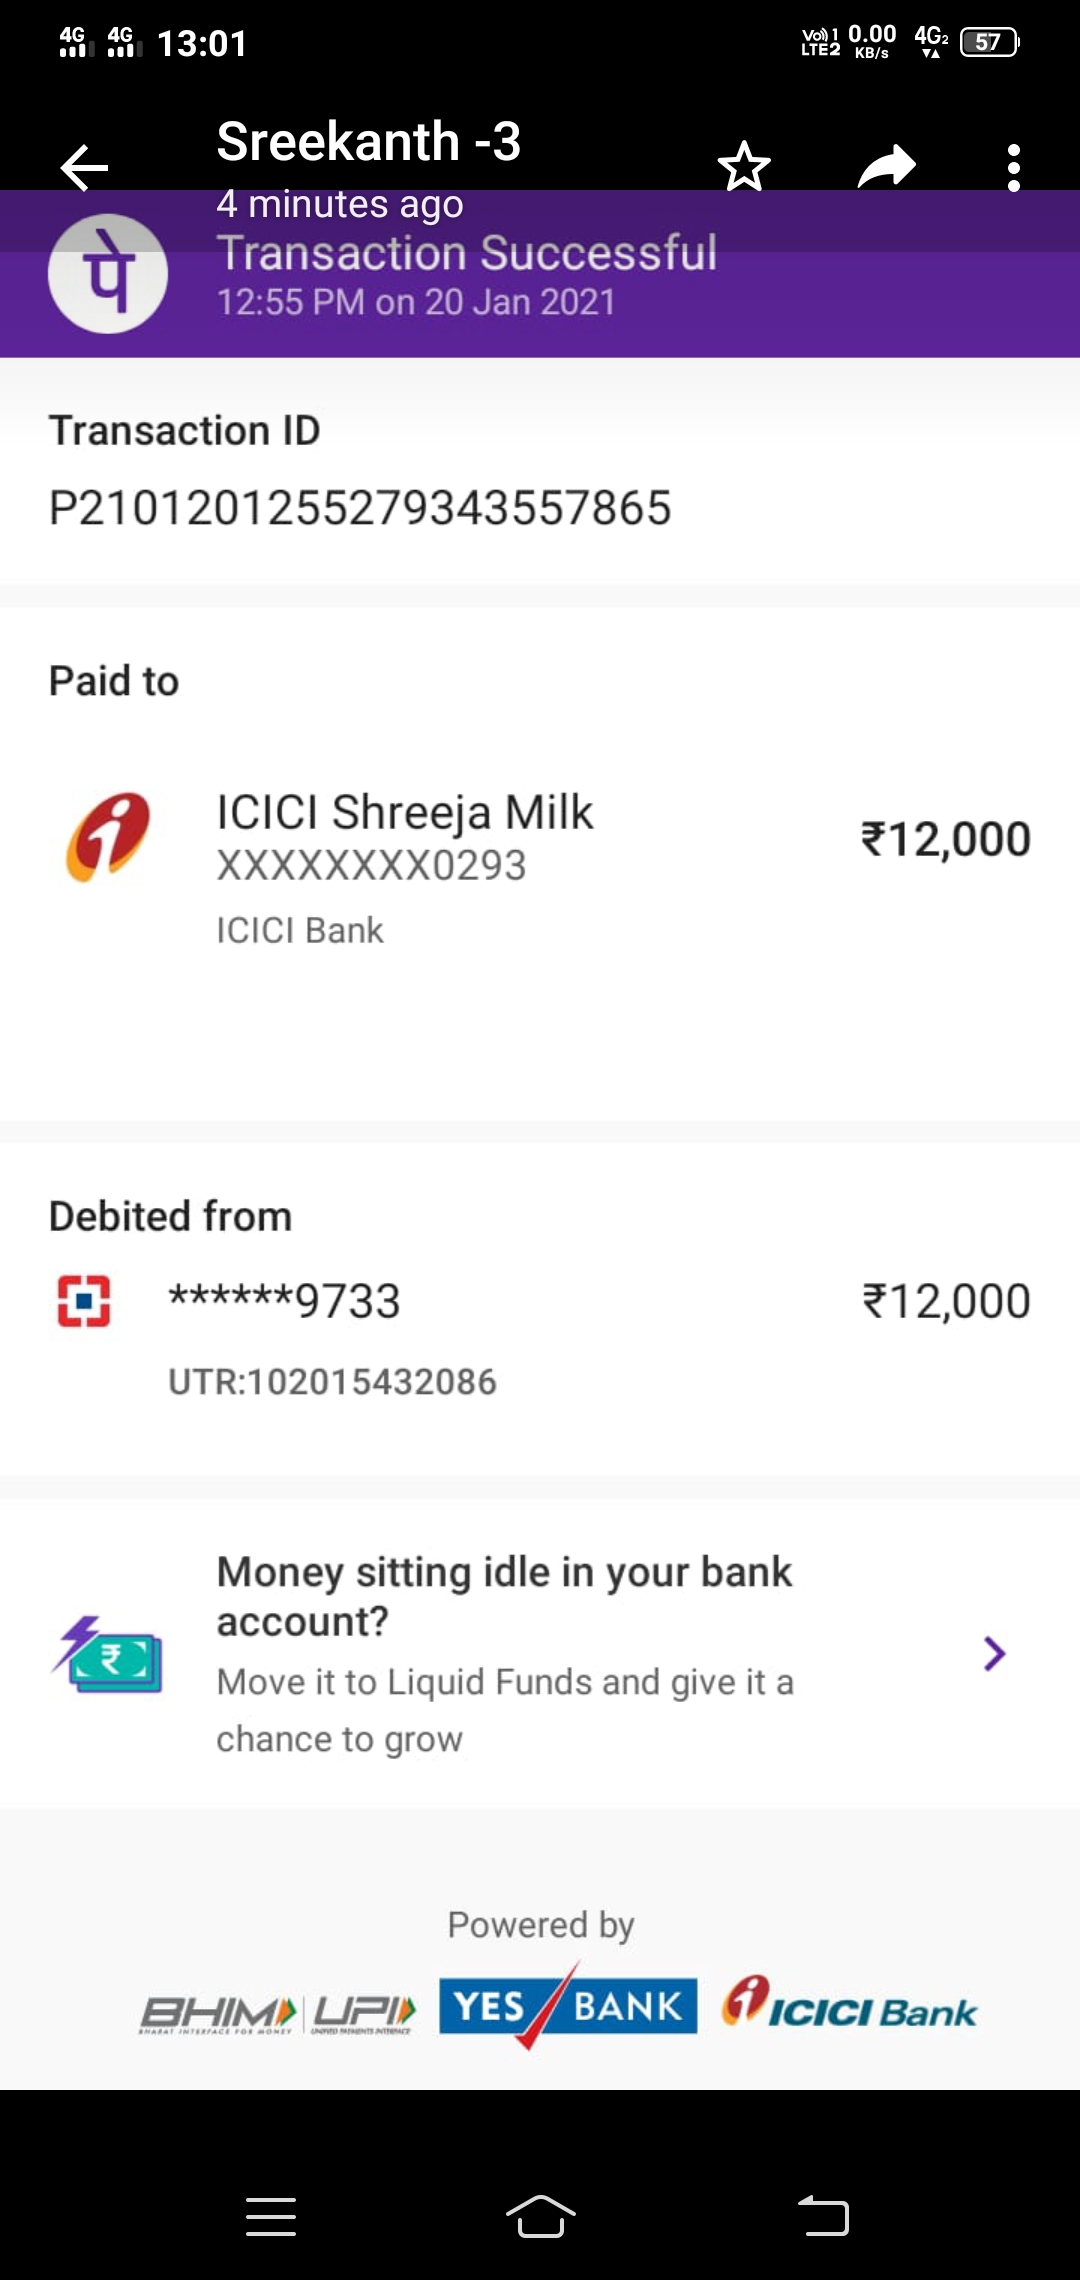 4G 4G 13:01 Vo) 1 LTE2 0.00 KB/s 4G2 57
Sreekanth -3
4 minutes ago
पे
Transaction Successful
12:55 PM on 20 Jan 2021
Transaction ID
P2101201255279343557865
Paid to
ICICI Shreeja Milk
₹12,000
XXXXXXXX0293
ICICI Bank
Debited from
******9733 ₹12,000
UTR:102015432086
Money sitting idle in your bank
account?
₹
Move it to Liquid Funds and give it a
chance to grow
Powered by
BHIM UPI YES BANK ICICI Bank
BHARAT INTERFACE FOR MONEY UNIFIED PAYMENTS INTERFACE